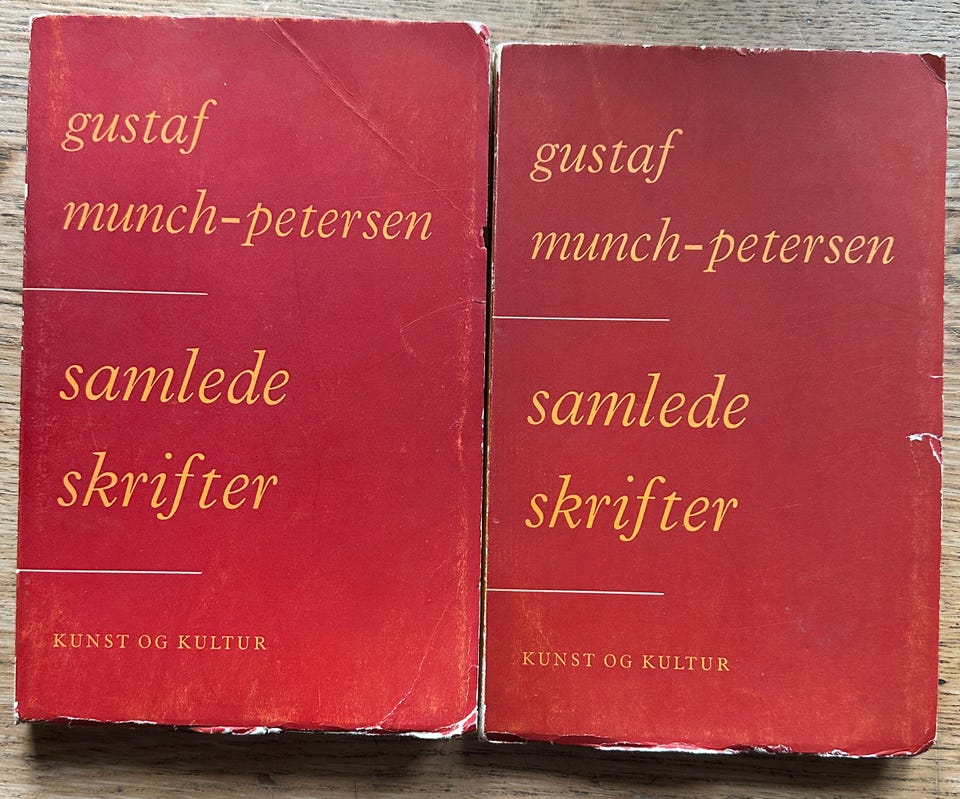 gustaf
munch-petersen
samlede
skrifter
KUNST OG KULTUR
gustaf
munch-petersen
samlede
skrifter
KUNST OG KULTUR